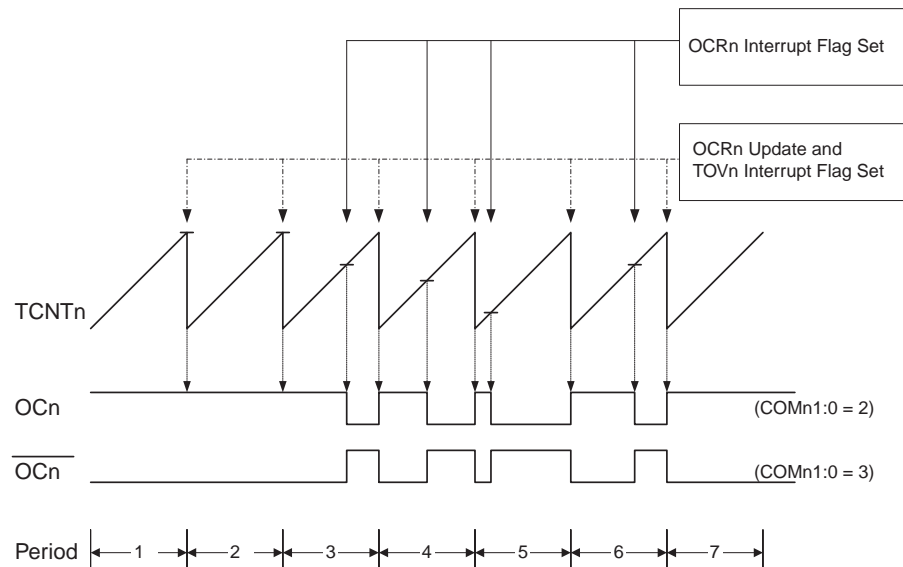 OCRn Interrupt Flag Set
OCRn Update and
TOVn Interrupt Flag Set
TCNTn
OCn
(COMn1:0 = 2)
OCn
(COMn1:0 = 3)
Period
1
2
3
4
5
6
7